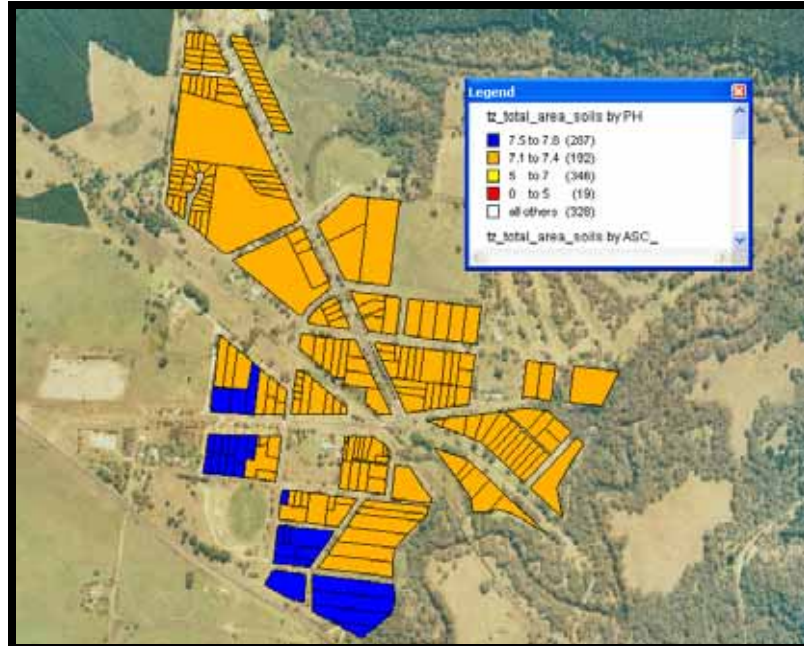 Legend
tz_total_area_soils by PH
7.5 to 7.8 (287)
7.1 to 7.4 (192)
5 to 7 (346)
0 to 5 (19)
all others (328)
tz_total_area_soils by ASC_